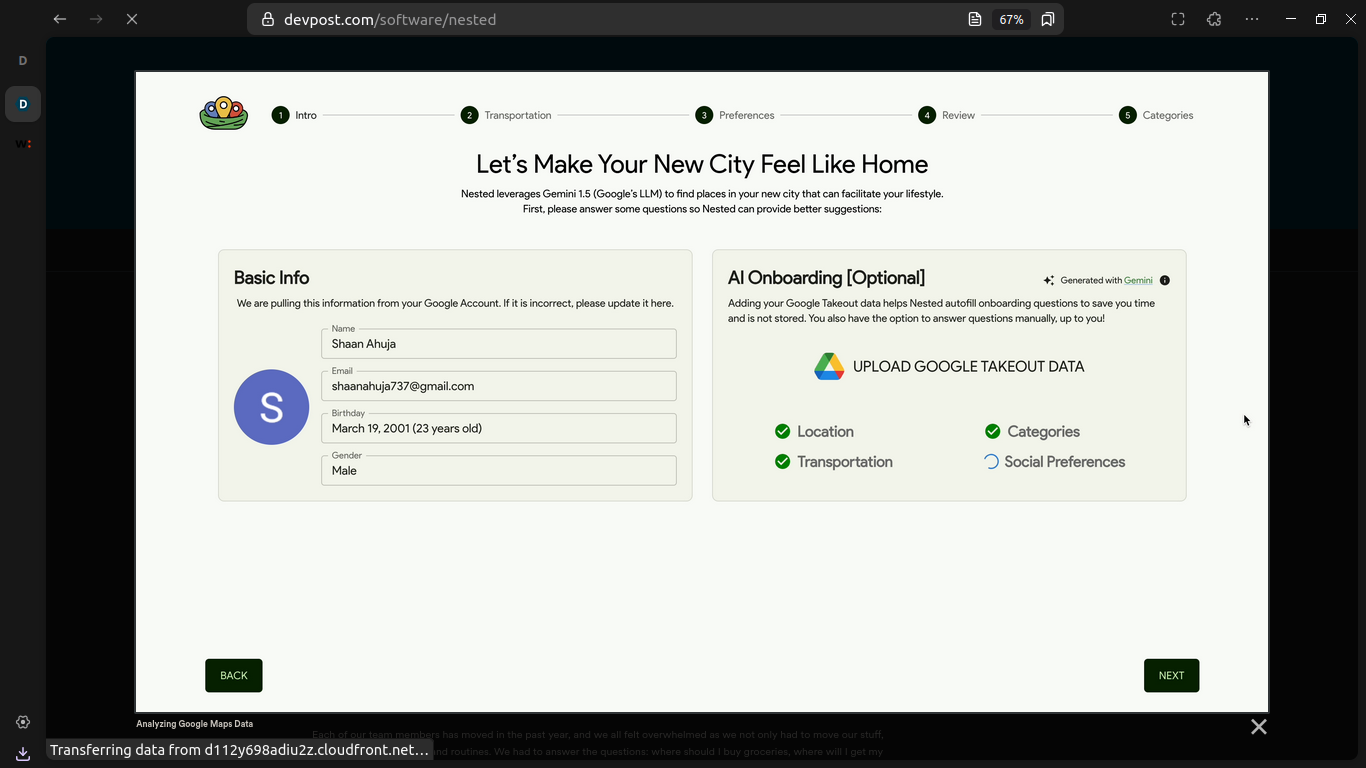 devpost.com/software/nested
67%
D
D
w:
1 Intro
2 Transportation
3 Preferences
4 Review
5 Categories
Let's Make Your New City Feel Like Home
Nested leverages Gemini 1.5 (Google's LLM) to find places in your new city that can facilitate your lifestyle.
First, please answer some questions so Nested can provide better suggestions:
Basic Info
We are pulling this information from your Google Account. If it is incorrect, please update it here.
S
Name
Shaan Ahuja
Email
shaanahuja737@gmail.com
Birthday
March 19, 2001 (23 years old)
Gender
Male
AI Onboarding [Optional]
Generated with Gemini
Adding your Google Takeout data helps Nested autofill onboarding questions to save you time
and is not stored. You also have the option to answer questions manually, up to you!
UPLOAD GOOGLE TAKEOUT DATA
Location
Categories
Transportation
Social Preferences
BACK
NEXT
Analyzing Google Maps Data
Each of our team members has moved in the past year, and we all felt overwhelmed as we not only had to move our stuff,
and routines. We had to answer the questions: where should I buy groceries, where will I get my
Transferring data from d112y698adiu2z.cloudfront.net…